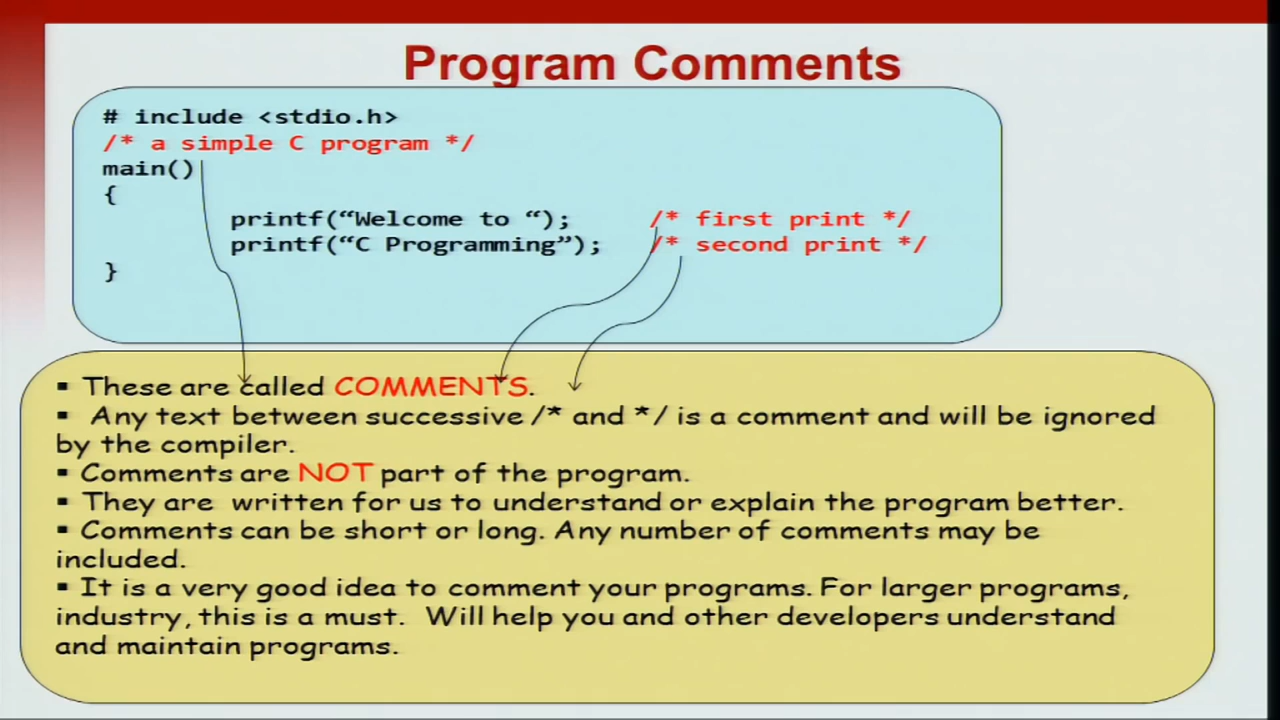 Program Comments
# include <stdio.h>
/* a simple C program */
main()
{
printf(“Welcome to “); /* first print */
printf(“C Programming”); /* second print */
}
▪ These are called COMMENTS.
▪ Any text between successive /* and */ is a comment and will be ignored
by the compiler.
▪ Comments are NOT part of the program.
▪ They are written for us to understand or explain the program better.
▪ Comments can be short or long. Any number of comments may be
included.
▪ It is a very good idea to comment your programs. For larger programs,
industry, this is a must. Will help you and other developers understand
and maintain programs.